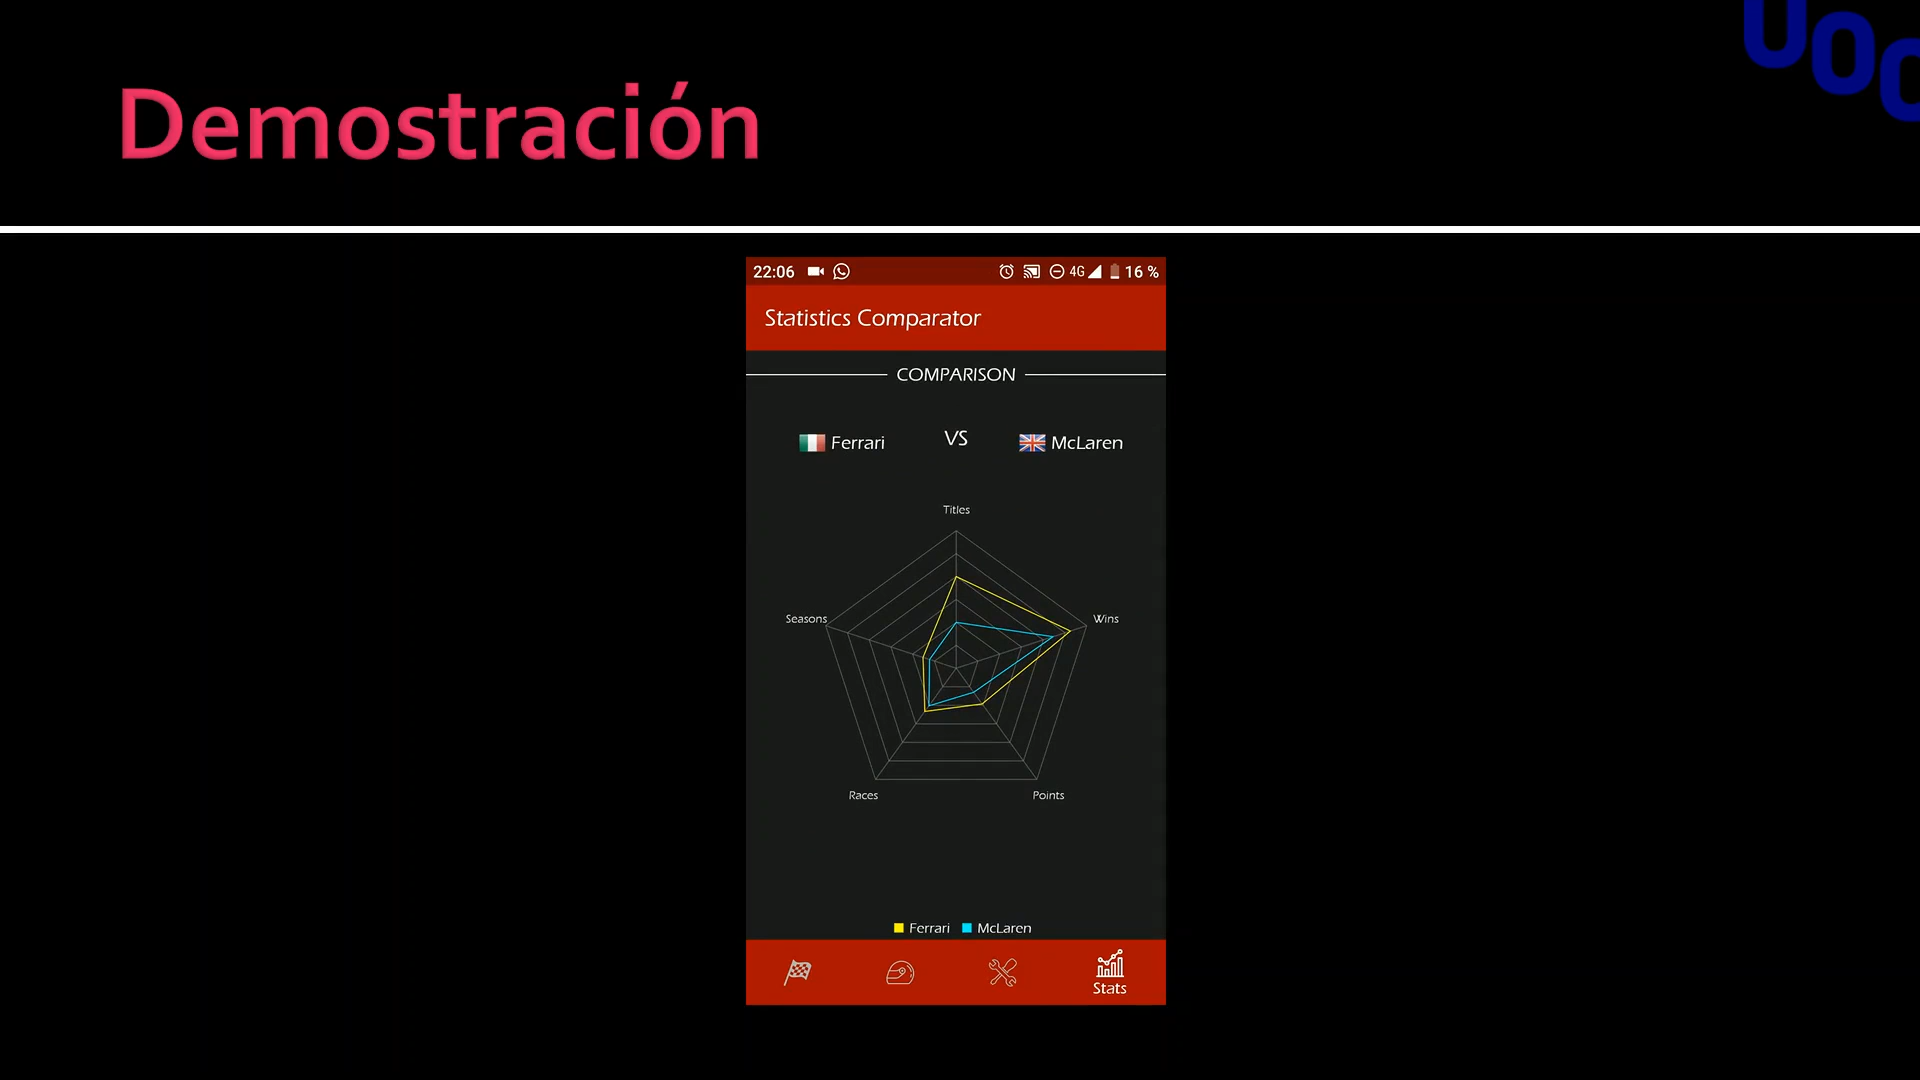 UOC
Demostración
22:06 4G 16 %
Statistics Comparator
COMPARISON
Ferrari VS McLaren
Titles
Seasons Wins
Races Points
Ferrari McLaren
Stats